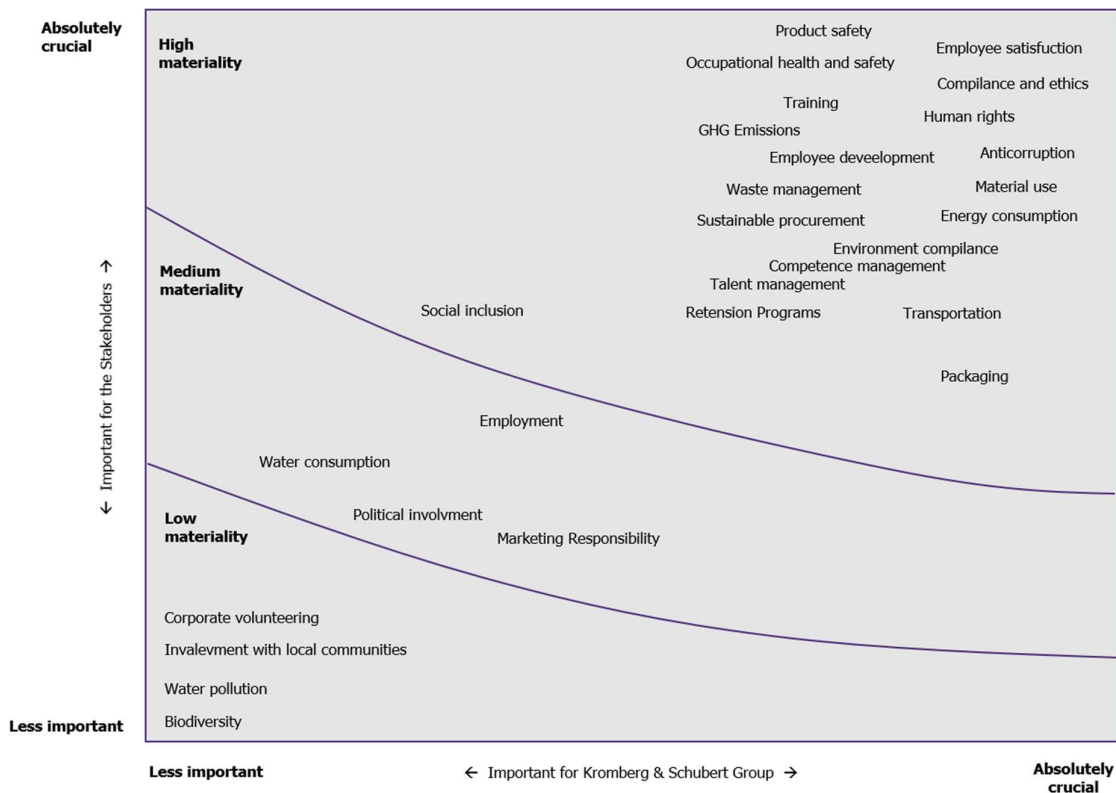 Absolutely
crucial
High
materiality
Product safety
Employee satisfuction
Occupational health and safety
Compilance and ethics
Training
Human rights
GHG Emissions
Anticorruption
Employee deveelopment
Material use
Waste management
Energy consumption
Sustainable procurement
Environment compilance
Competence management
Medium
materiality
Talent management
Social inclusion
Retension Programs
Transportation
Packaging
← Important for the Stakeholders →
Employment
Water consumption
Low
materiality
Political involvment
Marketing Responsibility
Corporate volunteering
Invalevment with local communities
Water pollution
Biodiversity
Less important
Less important
← Important for Kromberg & Schubert Group →
Absolutely
crucial